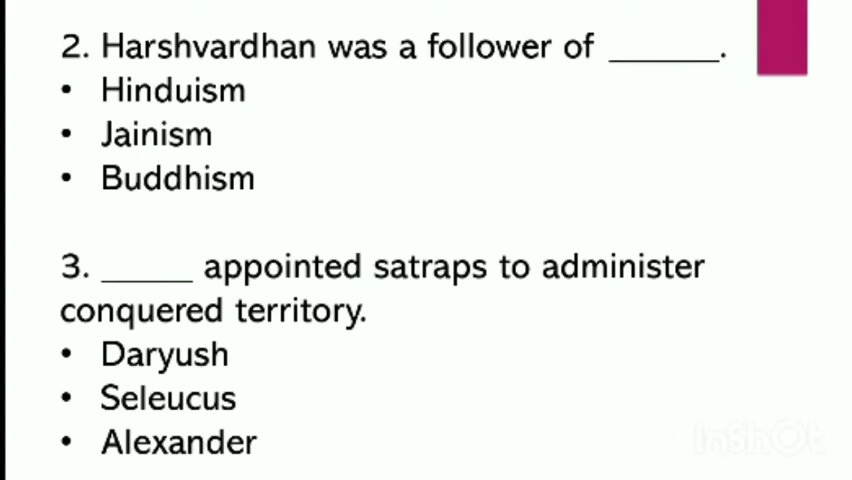 2. Harshvardhan was a follower of _______.
• Hinduism
• Jainism
• Buddhism
3. ______ appointed satraps to administer
conquered territory.
• Daryush
• Seleucus
• Alexander
InShOt